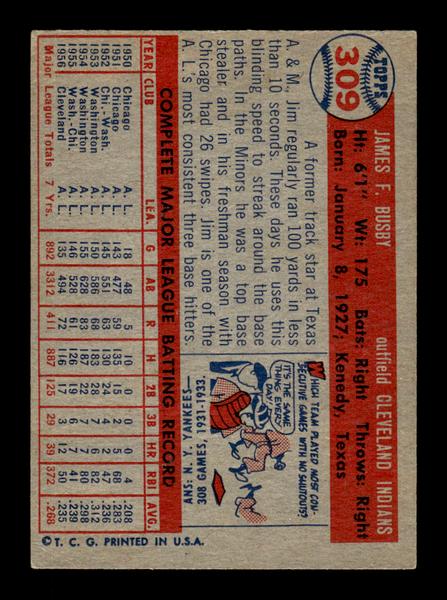 TOPPS
309
JAMES F. BUSBY outfield CLEVELAND INDIANS
Ht: 6'1" Wt: 175 Bats: Right Throws: Right
Born: January 8, 1927; Kenedy, Texas
A former track star at Texas
A. & M., Jim regularly ran 100 yards in less
than 10 seconds. These days he uses this
blinding speed to streak around the base
paths. In the Minors he was a top base
stealer and in his freshman season with
Chicago had 26 swipes. Jim is one of the
A. L.'s most consistent three base hitters.
WHICH TEAM PLAYED MOST CON-
SECUTIVE GAMES WITH NO SHUTOUTS?
IT'S THE SAME
THING EVERY
DAY!
ANS: N.Y. YANKEES—
308 GAMES, 1931-1933.
COMPLETE MAJOR LEAGUE BATTING RECORD
YEAR CLUB LEA. G AB R H 2B 3B HR RBI AVG.
1950 Chicago A. L. 18 48 5 10 0 0 0 4 .208
1951 Chicago A. L. 143 477 59 135 15 2 5 68 .283
1952 Chi.-Wash. A. L. 145 551 63 130 24 4 2 47 .236
1953 Washington A. L. 150 586 68 183 28 7 6 82 .312
1954 Washington A. L. 155 628 83 187 22 7 7 80 .298
1955 Wash.-Chi. A. L. 146 528 61 126 19 6 7 41 .239
1956 Cleveland A. L. 135 494 72 116 17 3 12 50 .235
Major League Totals 7 Yrs. 892 3312 411 887 125 29 39 372 .268
© T. C. G. PRINTED IN U.S.A.